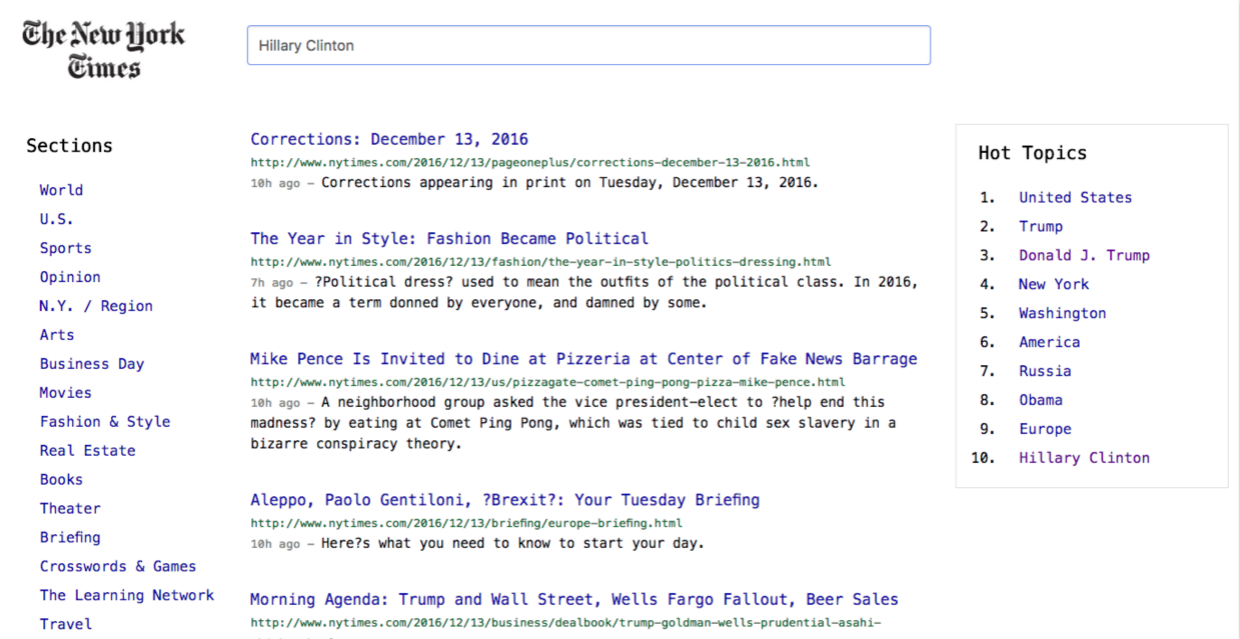 The New York
Times
Hillary Clinton
Sections
World
U.S.
Sports
Opinion
N.Y. / Region
Arts
Business Day
Movies
Fashion & Style
Real Estate
Books
Theater
Briefing
Crosswords & Games
The Learning Network
Travel
Corrections: December 13, 2016
http://www.nytimes.com/2016/12/13/pageoneplus/corrections-december-13-2016.html
10h ago – Corrections appearing in print on Tuesday, December 13, 2016.
The Year in Style: Fashion Became Political
http://www.nytimes.com/2016/12/13/fashion/the-year-in-style-politics-dressing.html
7h ago – ?Political dress? used to mean the outfits of the political class. In 2016,
it became a term donned by everyone, and damned by some.
Mike Pence Is Invited to Dine at Pizzeria at Center of Fake News Barrage
http://www.nytimes.com/2016/12/13/us/pizzagate-comet-ping-pong-pizza-mike-pence.html
10h ago – A neighborhood group asked the vice president-elect to ?help end this
madness? by eating at Comet Ping Pong, which was tied to child sex slavery in a
bizarre conspiracy theory.
Aleppo, Paolo Gentiloni, ?Brexit?: Your Tuesday Briefing
http://www.nytimes.com/2016/12/13/briefing/europe-briefing.html
10h ago – Here?s what you need to know to start your day.
Morning Agenda: Trump and Wall Street, Wells Fargo Fallout, Beer Sales
http://www.nytimes.com/2016/12/13/business/dealbook/trump-goldman-wells-prudential-asahi-
Hot Topics
1. United States
2. Trump
3. Donald J. Trump
4. New York
5. Washington
6. America
7. Russia
8. Obama
9. Europe
10. Hillary Clinton